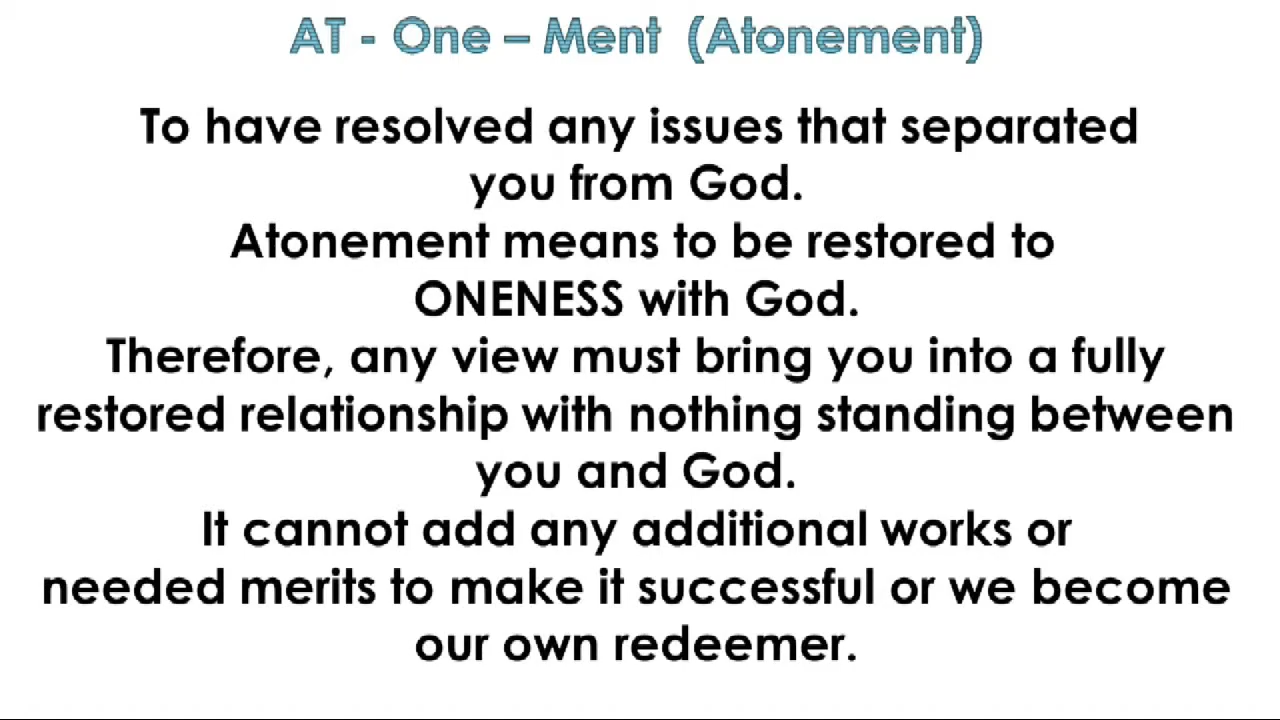 AT - One – Ment (Atonement)
To have resolved any issues that separated
you from God.
Atonement means to be restored to
ONENESS with God.
Therefore, any view must bring you into a fully
restored relationship with nothing standing between
you and God.
It cannot add any additional works or
needed merits to make it successful or we become
our own redeemer.